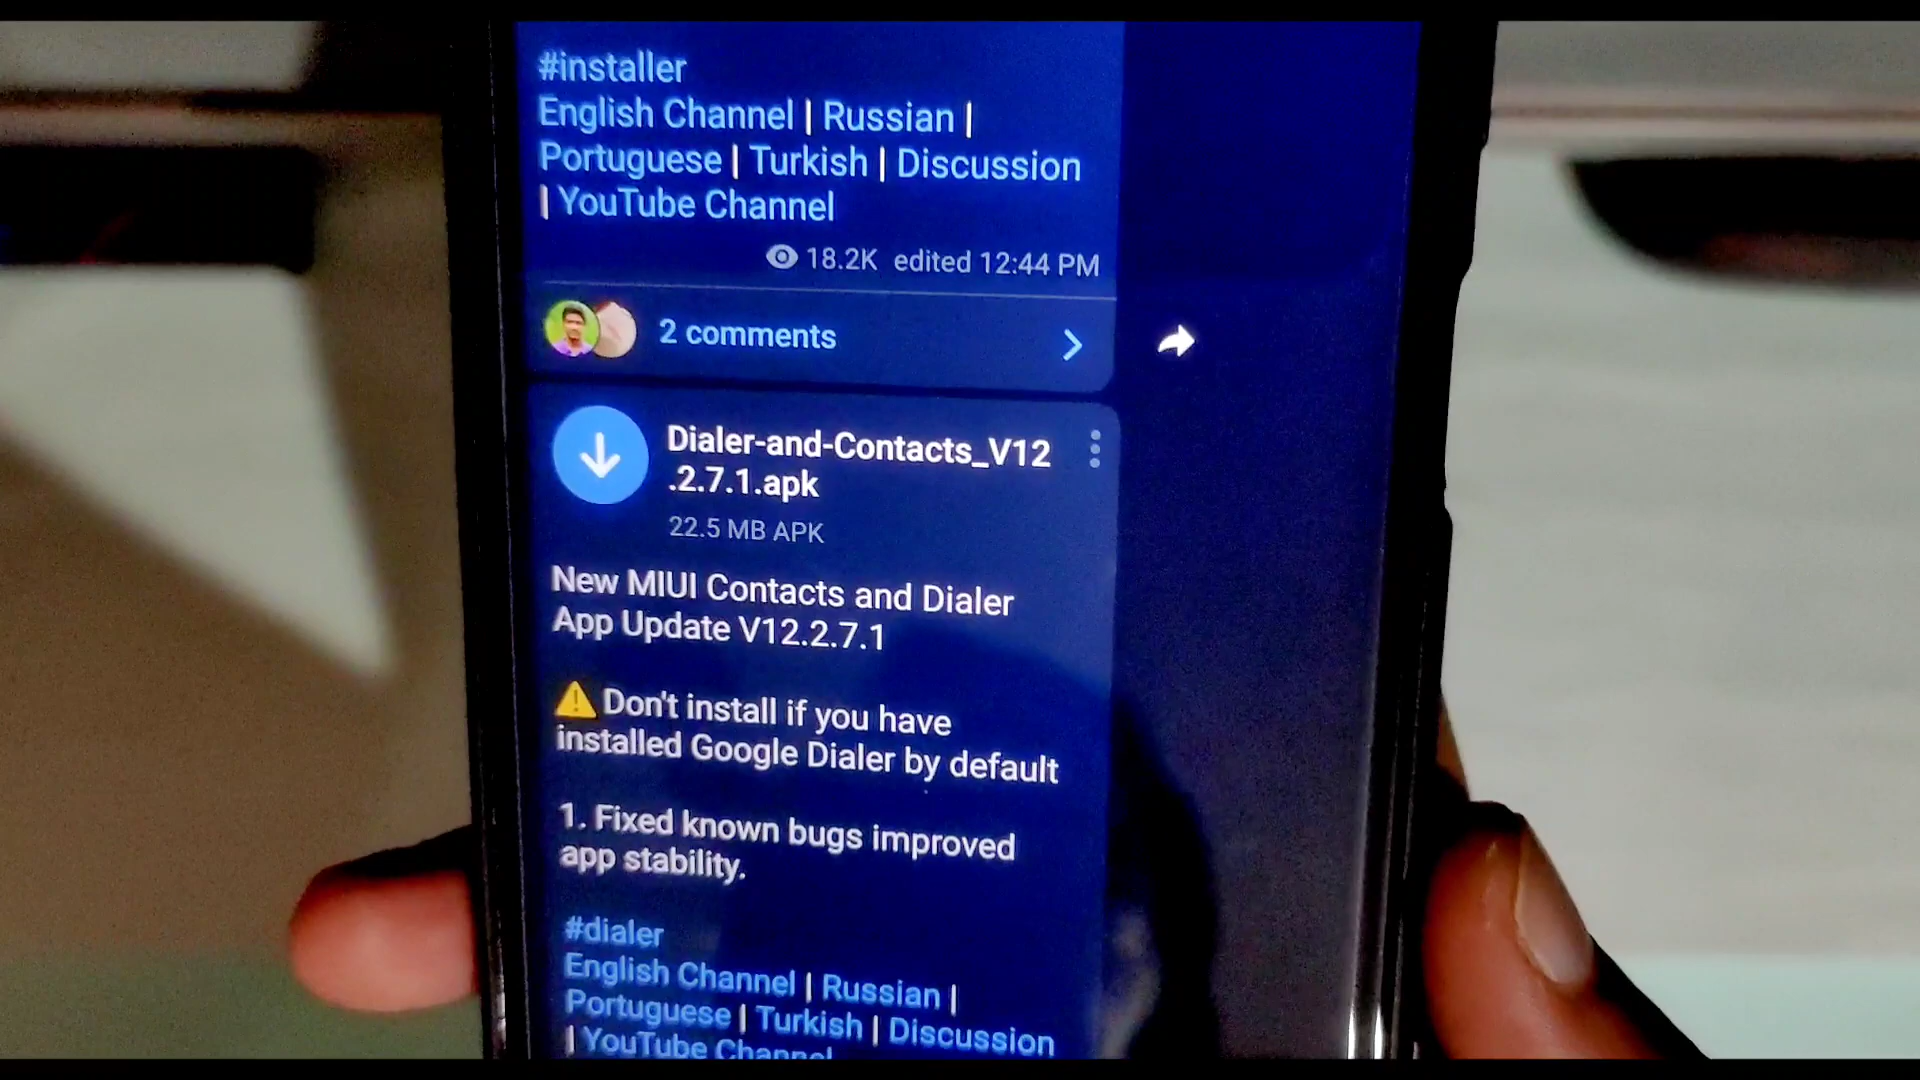 #installer
English Channel | Russian |
Portuguese | Turkish | Discussion
| YouTube Channel
18.2K edited 12:44 PM
2 comments
Dialer-and-Contacts_V12
.2.7.1.apk
22.5 MB APK
New MIUI Contacts and Dialer
App Update V12.2.7.1
⚠️ Don't install if you have
installed Google Dialer by default
1. Fixed known bugs improved
app stability.
#dialer
English Channel | Russian |
Portuguese | Turkish | Discussion
| YouTube Channel